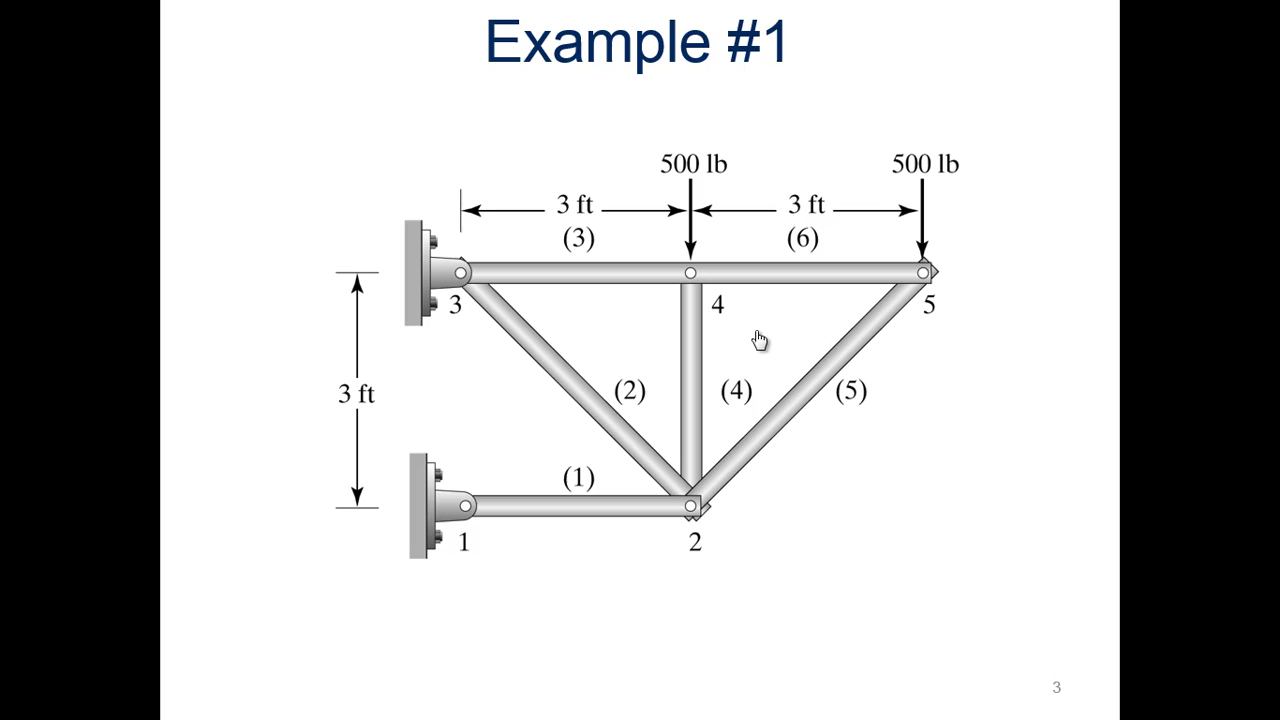 Example #1
500 lb 500 lb
3 ft 3 ft
(3) (6)
3 4 5
3 ft (2) (4) (5)
(1)
1 2
3